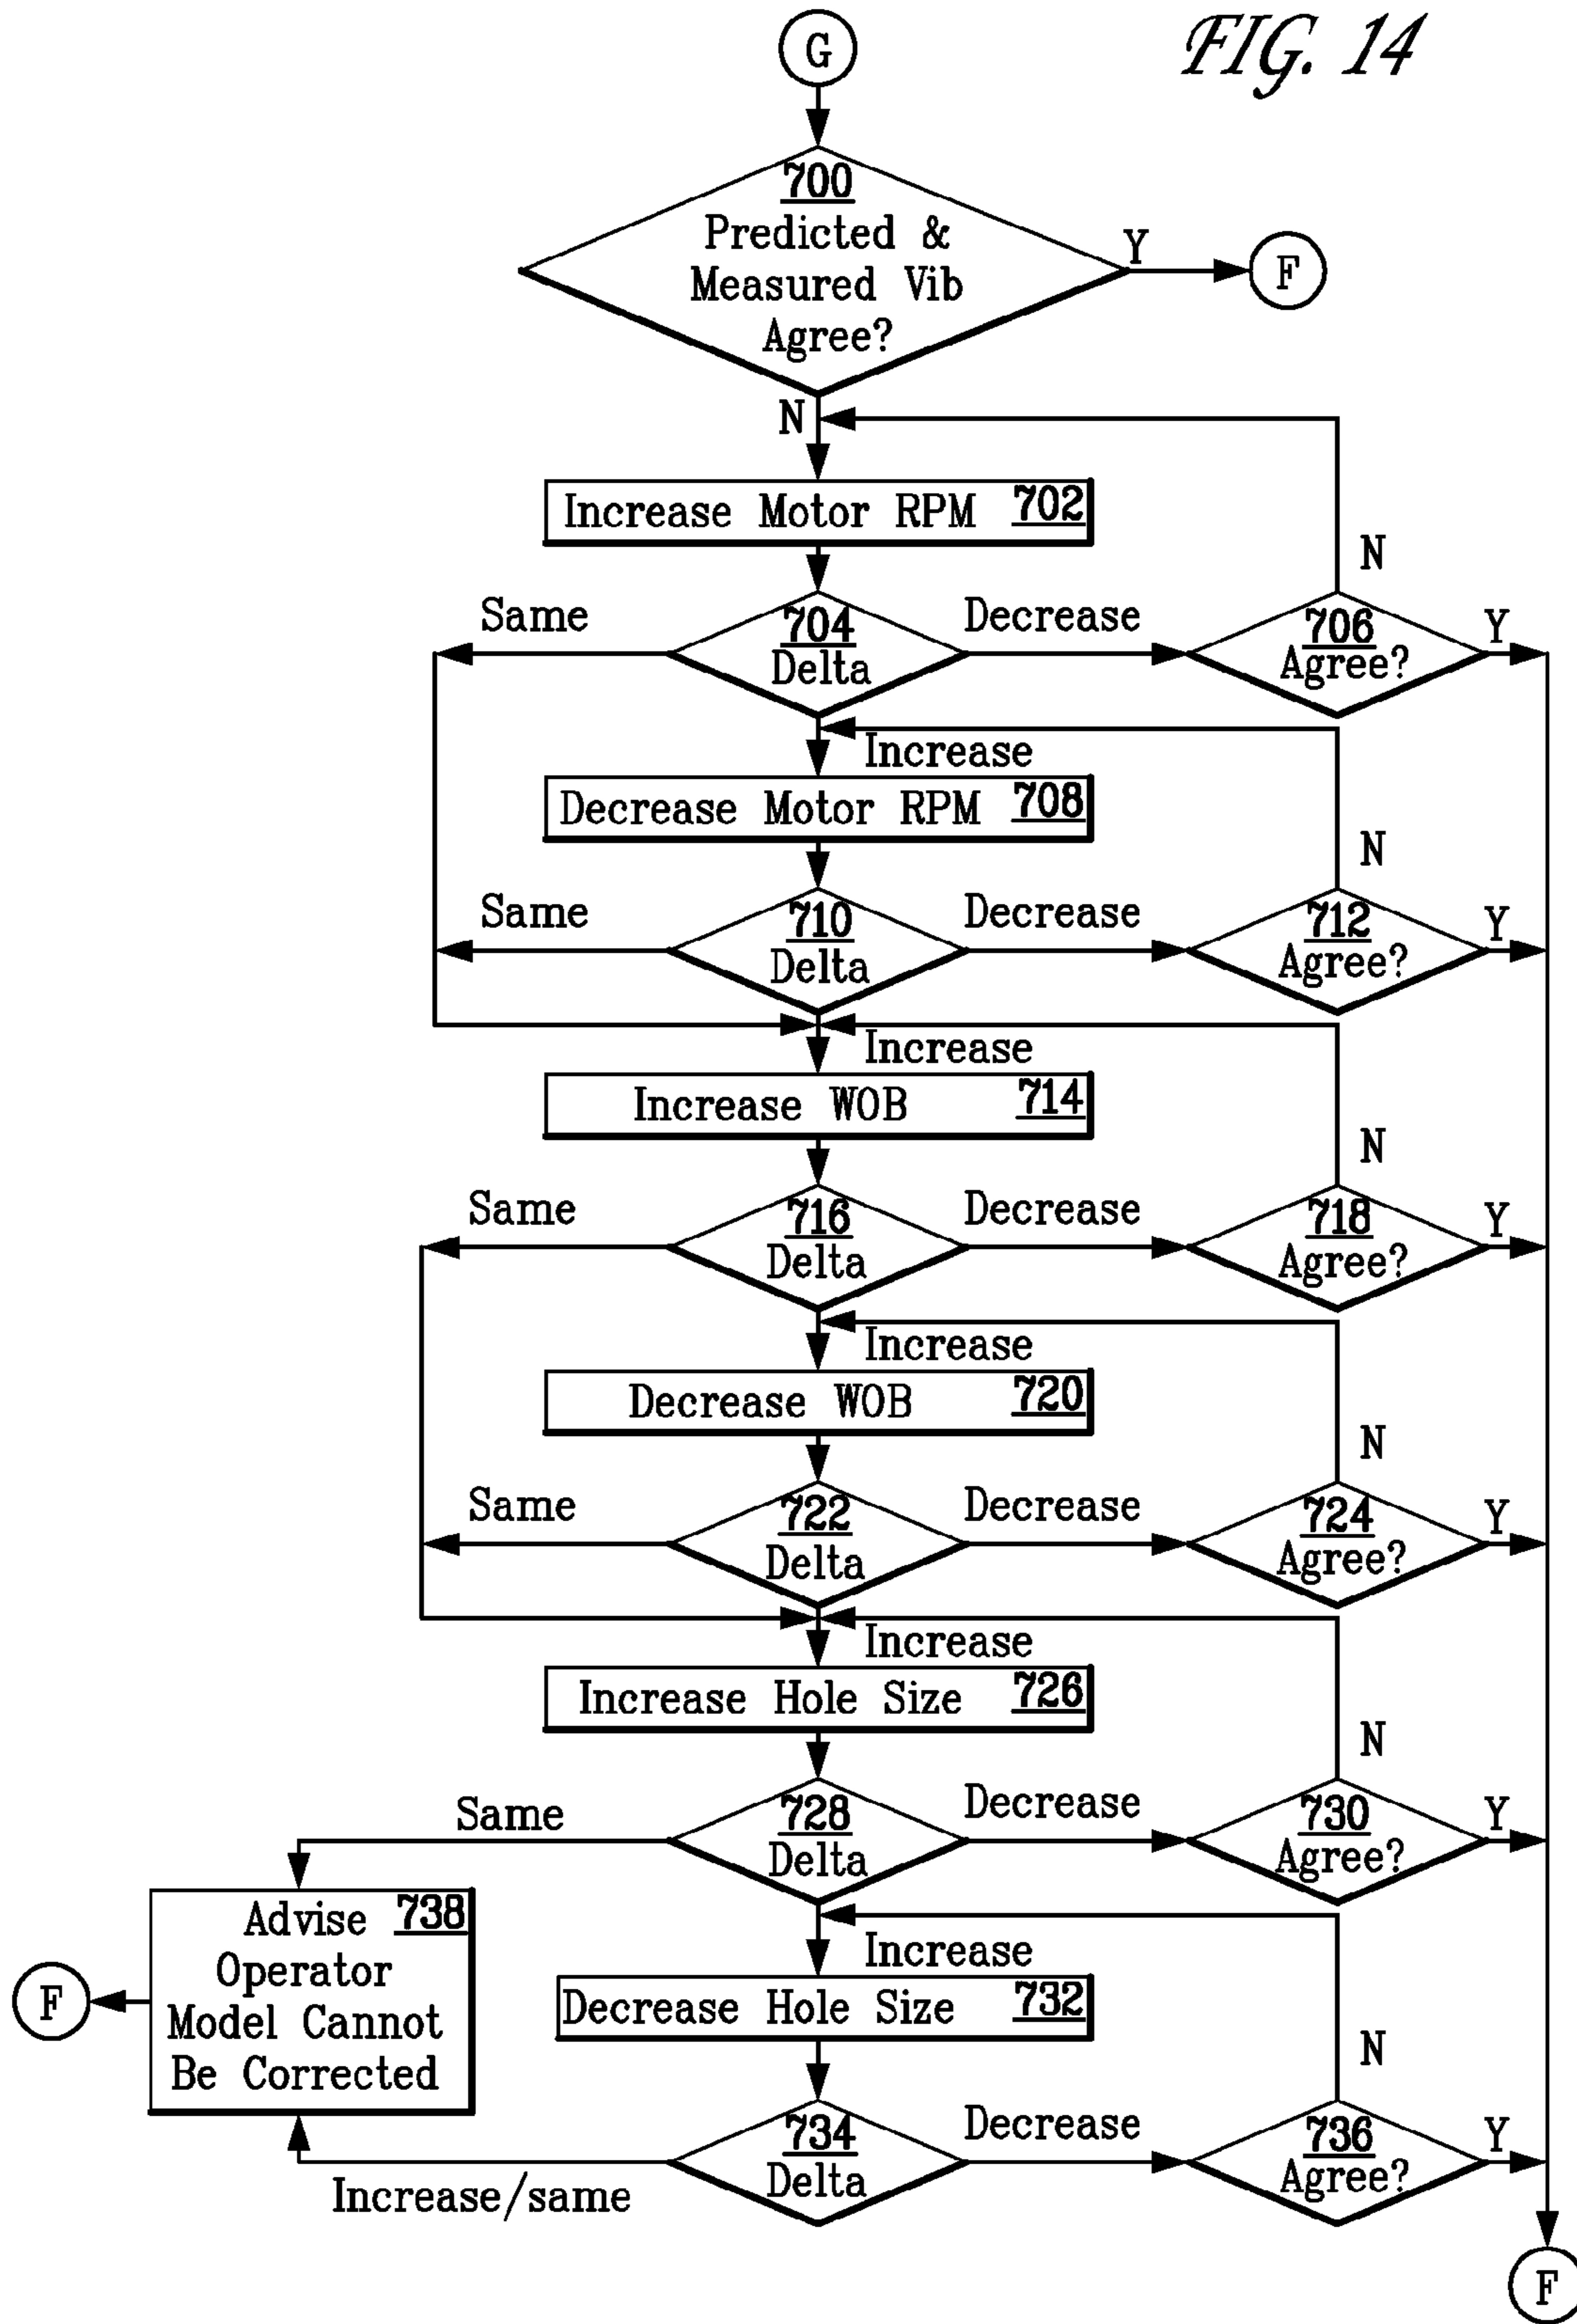 FIG. 14
G
700
Predicted &
Measured Vib
Agree?
Y
F
N
Increase Motor RPM 702
N
Same
704
Delta
Decrease
706
Agree?
Y
Increase
Decrease Motor RPM 708
N
Same
710
Delta
Decrease
712
Agree?
Y
Increase
Increase WOB 714
N
Same
716
Delta
Decrease
718
Agree?
Y
Increase
Decrease WOB 720
N
Same
722
Delta
Decrease
724
Agree?
Y
Increase
Increase Hole Size 726
N
Same
728
Delta
Decrease
730
Agree?
Y
Advise 738
Operator
Model Cannot
Be Corrected
F
Increase
Decrease Hole Size 732
N
Increase/same
734
Delta
Decrease
736
Agree?
Y
F